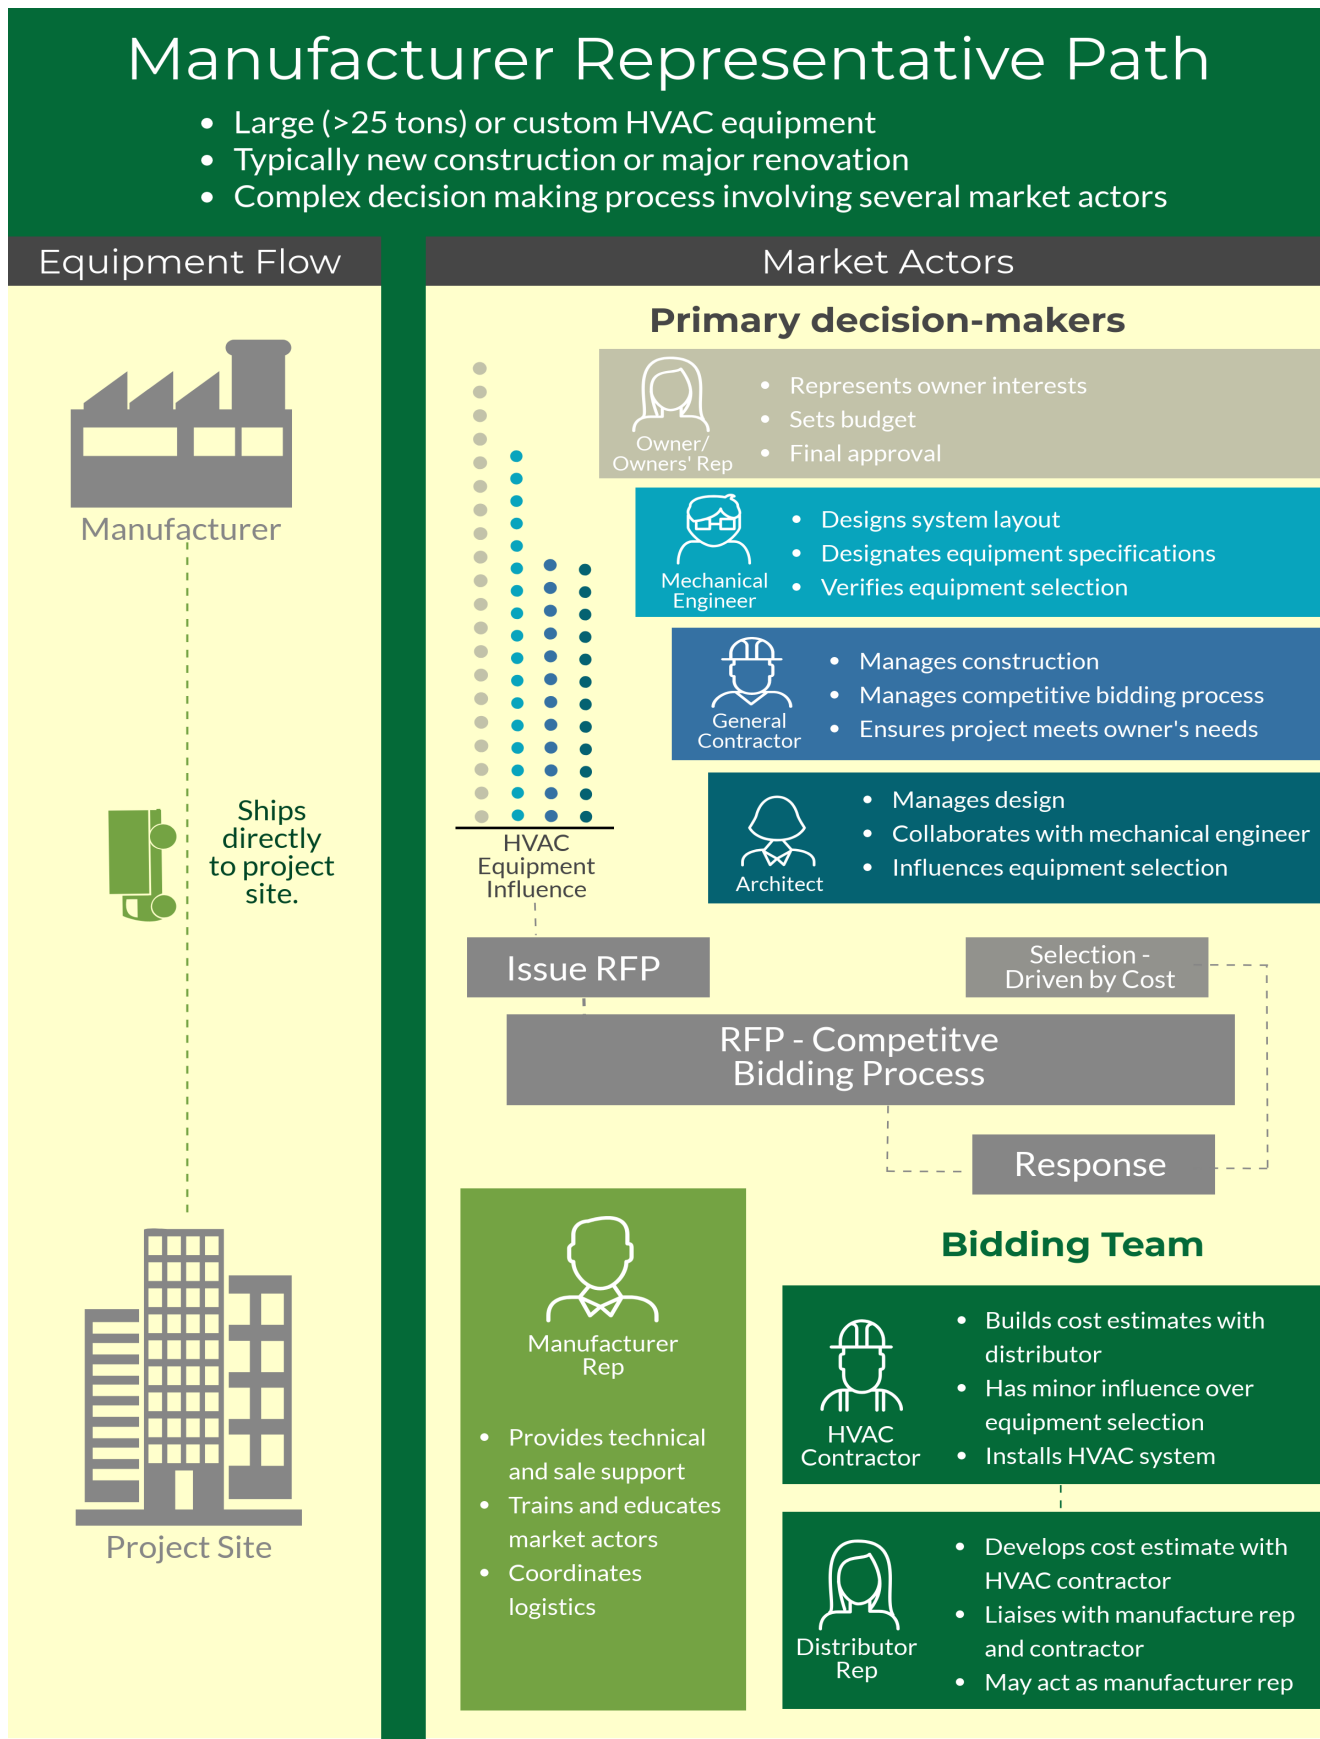 Manufacturer Representative Path
• Large (>25 tons) or custom HVAC equipment
• Typically new construction or major renovation
• Complex decision making process involving several market actors
Equipment Flow
Manufacturer
Ships
directly
to project
site.
Project Site
Market Actors
Primary decision-makers
Owner/
Owners' Rep
• Represents owner interests
• Sets budget
• Final approval
Mechanical
Engineer
• Designs system layout
• Designates equipment specifications
• Verifies equipment selection
General
Contractor
• Manages construction
• Manages competitive bidding process
• Ensures project meets owner's needs
Architect
• Manages design
• Collaborates with mechanical engineer
• Influences equipment selection
HVAC
Equipment
Influence
Issue RFP
Selection -
Driven by Cost
RFP - Competitve
Bidding Process
Response
Manufacturer
Rep
• Provides technical
and sale support
• Trains and educates
market actors
• Coordinates
logistics
Bidding Team
HVAC
Contractor
• Builds cost estimates with
distributor
• Has minor influence over
equipment selection
• Installs HVAC system
Distributor
Rep
• Develops cost estimate with
HVAC contractor
• Liaises with manufacture rep
and contractor
• May act as manufacturer rep